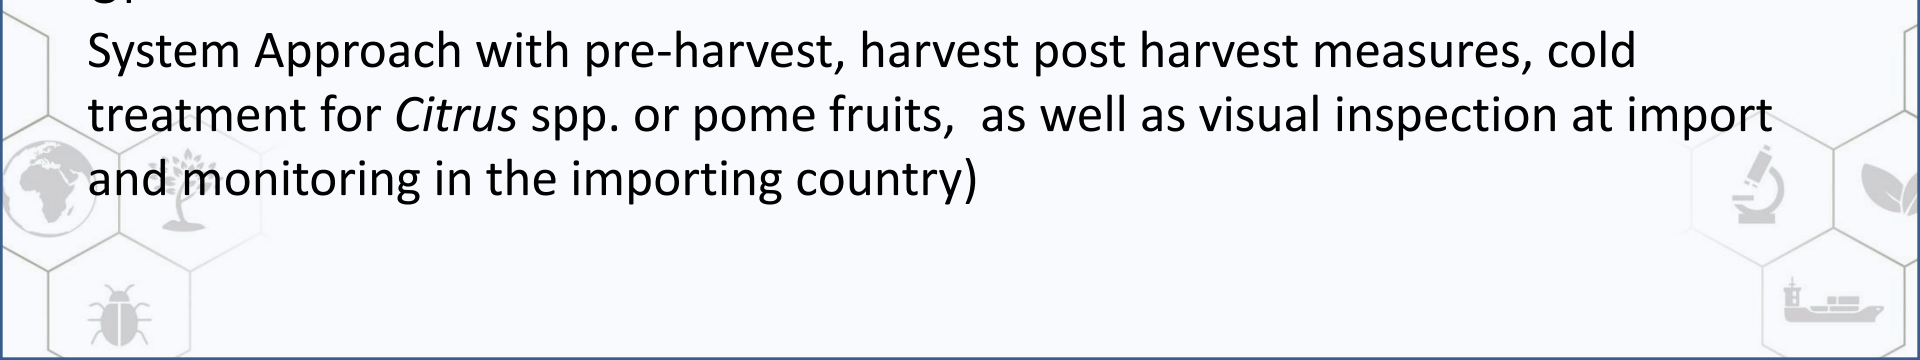 System Approach with pre-harvest, harvest post harvest measures, cold
treatment for Citrus spp. or pome fruits,  as well as visual inspection at import
and monitoring in the importing country)